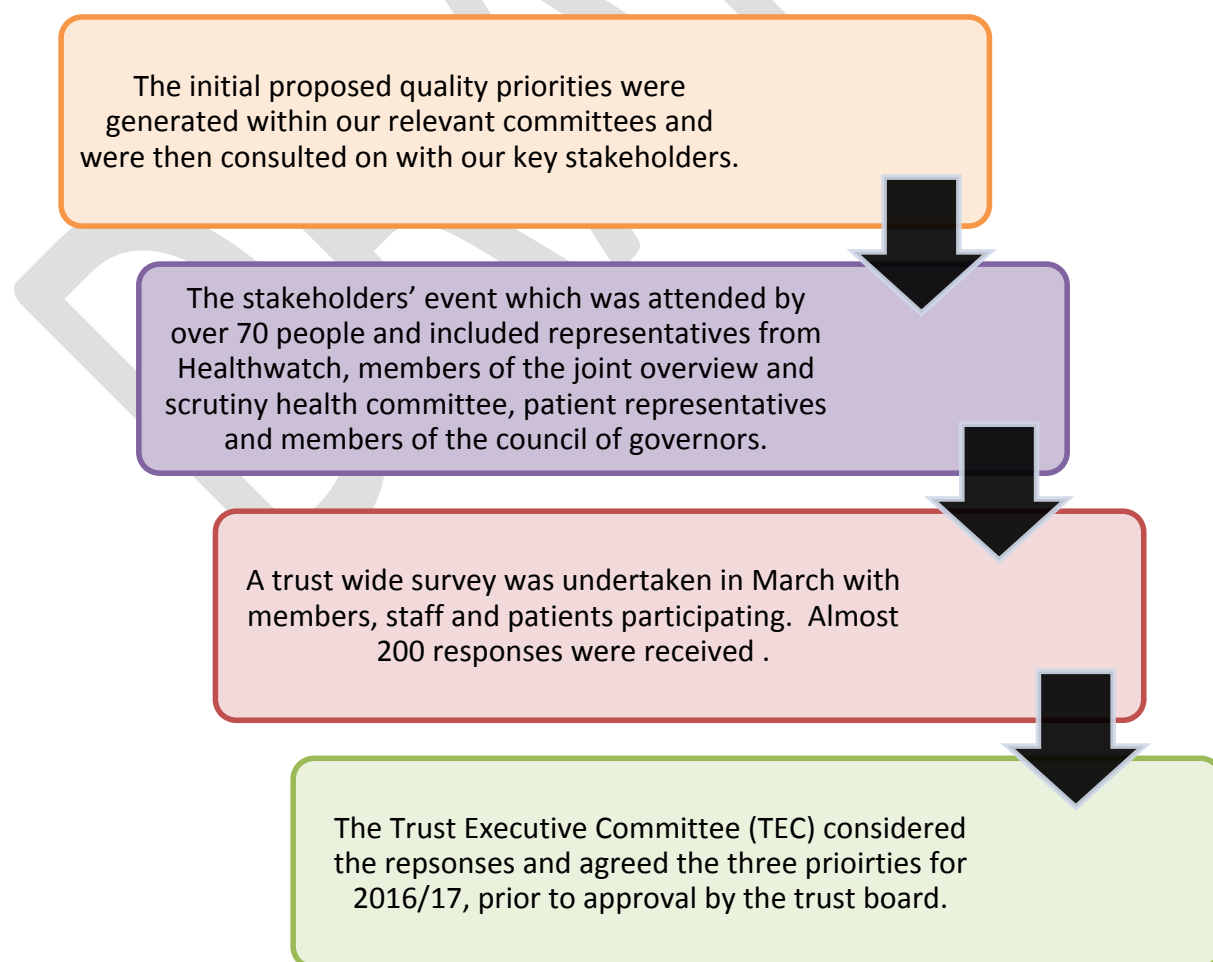 The initial proposed quality priorities were
generated within our relevant committees and
were then consulted on with our key stakeholders.
The stakeholders’ event which was attended by
over 70 people and included representatives from
Healthwatch, members of the joint overview and
scrutiny health committee, patient representatives
and members of the council of governors.
A trust wide survey was undertaken in March with
members, staff and patients participating.  Almost
200 responses were received .
The Trust Executive Committee (TEC) considered
the repsonses and agreed the three prioirties for
2016/17, prior to approval by the trust board.